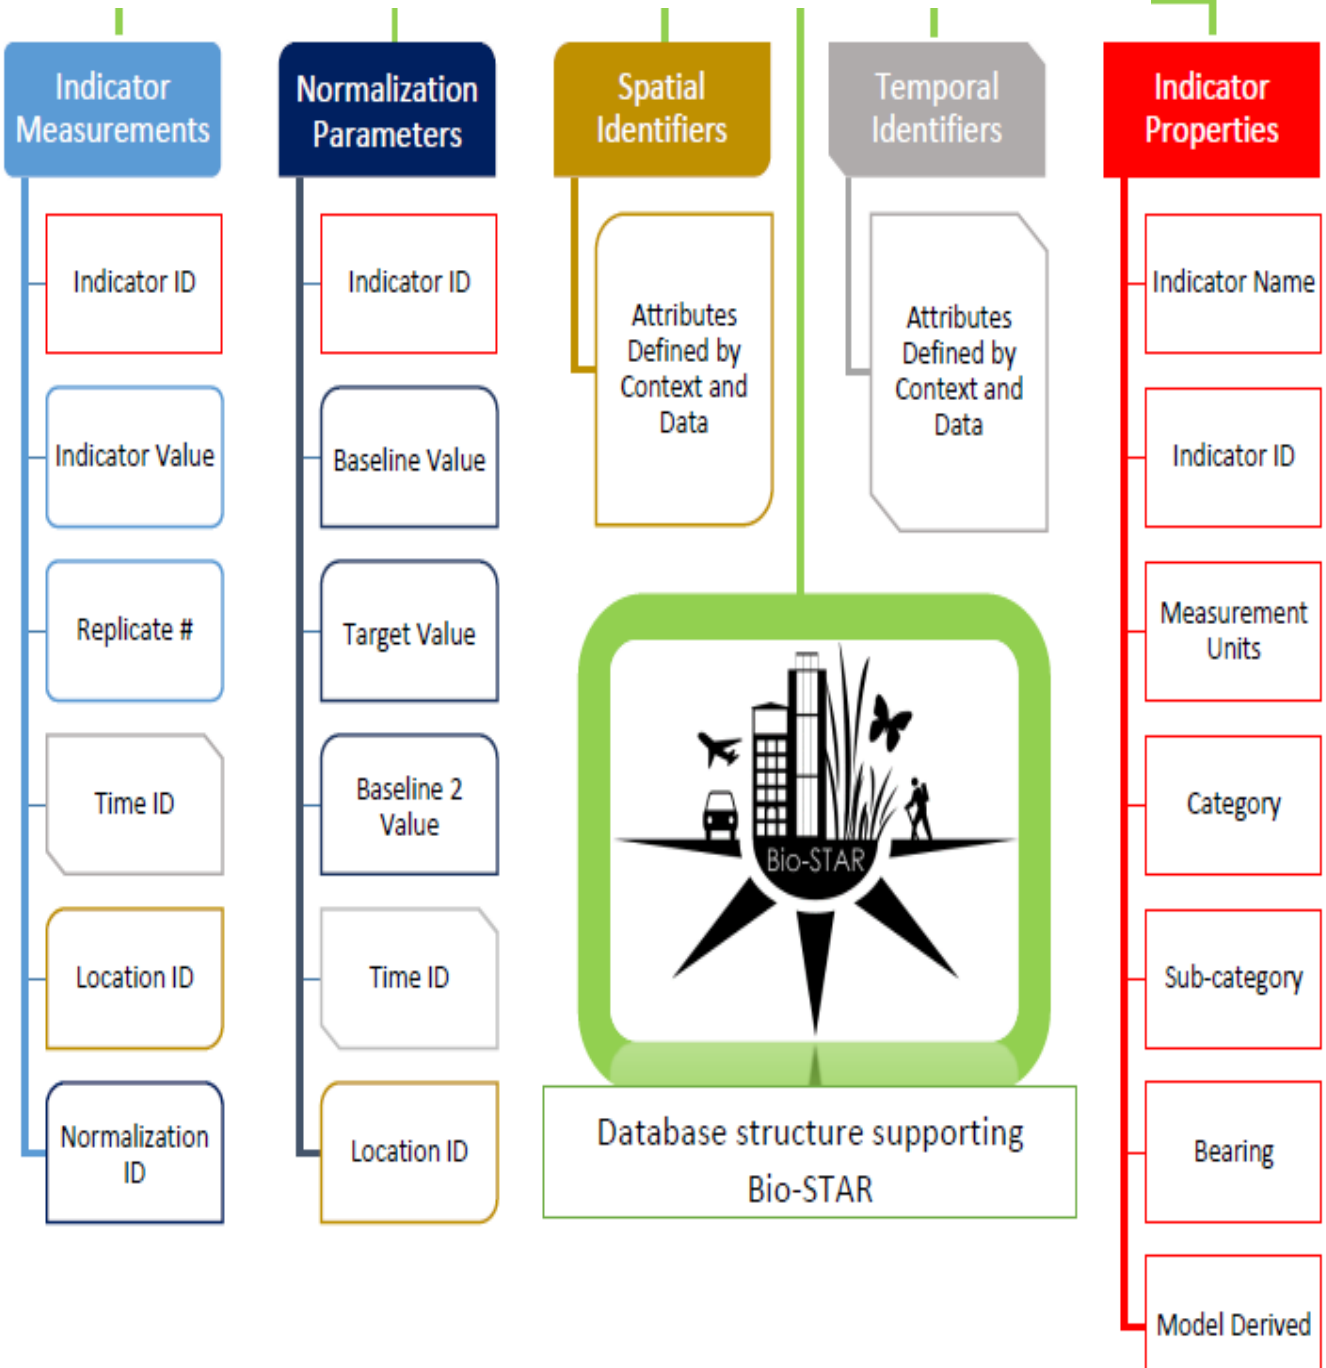 Indicator
Measurements
Indicator ID
Indicator Value
Replicate #
Time ID
Location ID
Normalization
ID
Normalization
Parameters
Indicator ID
Baseline Value
Target Value
Baseline 2
Value
Time ID
Location ID
Spatial
Identifiers
Attributes
Defined by
Context and
Data
Temporal
Identifiers
Attributes
Defined by
Context and
Data
Bio-STAR
Database structure supporting
Bio-STAR
Indicator
Properties
Indicator Name
Indicator ID
Measurement
Units
Category
Sub-category
Bearing
Model Derived